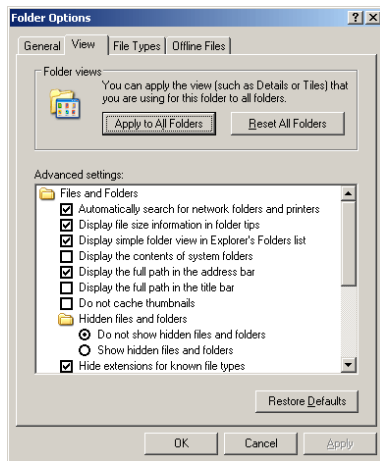 Folder Options
General View File Types Offline Files
Folder views
You can apply the view (such as Details or Tiles) that
you are using for this folder to all folders.
Apply to All Folders Reset All Folders
Advanced settings:
Files and Folders
Automatically search for network folders and printers
Display file size information in folder tips
Display simple folder view in Explorer's Folders list
Display the contents of system folders
Display the full path in the address bar
Display the full path in the title bar
Do not cache thumbnails
Hidden files and folders
Do not show hidden files and folders
Show hidden files and folders
Hide extensions for known file types
Restore Defaults
OK Cancel Apply